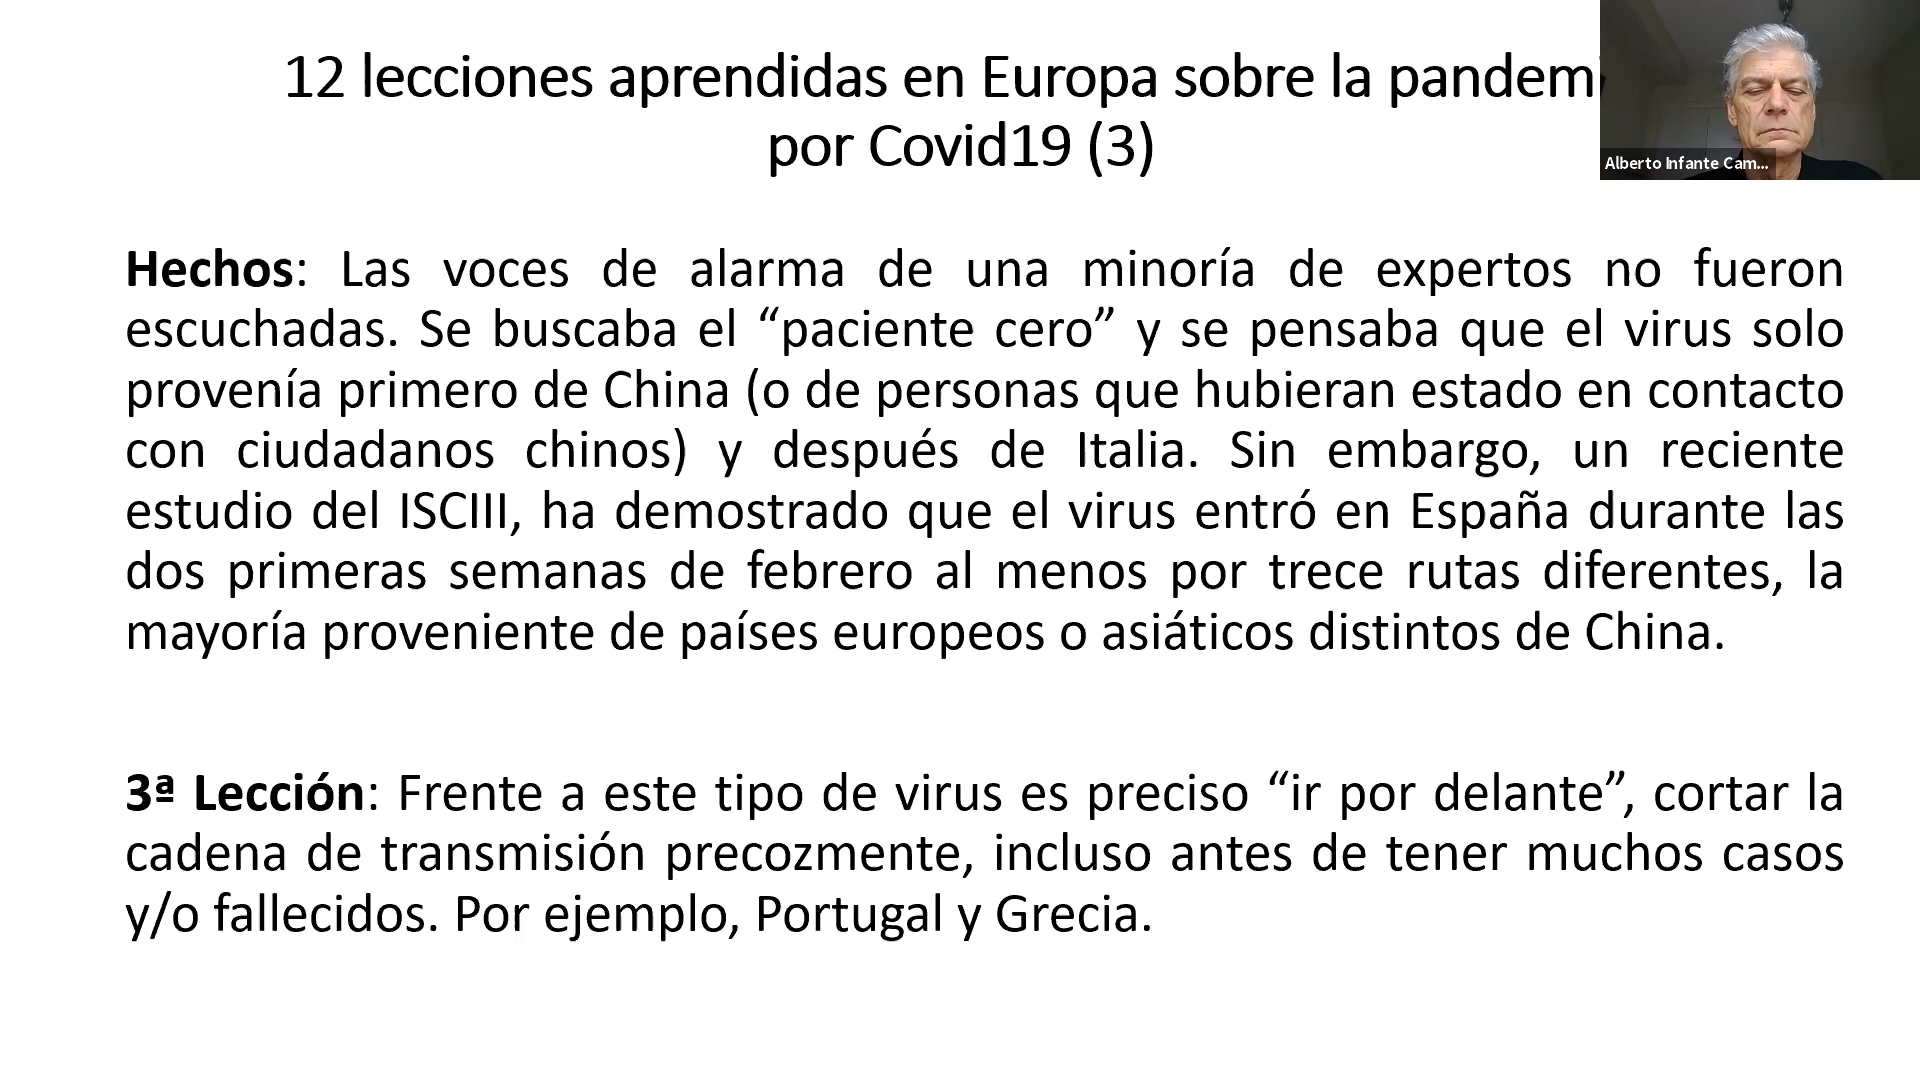 12 lecciones aprendidas en Europa sobre la pandemi
por Covid19 (3)
Alberto Infante Cam...
Hechos: Las voces de alarma de una minoría de expertos no fueron
escuchadas. Se buscaba el “paciente cero” y se pensaba que el virus solo
provenía primero de China (o de personas que hubieran estado en contacto
con ciudadanos chinos) y después de Italia. Sin embargo, un reciente
estudio del ISCIII, ha demostrado que el virus entró en España durante las
dos primeras semanas de febrero al menos por trece rutas diferentes, la
mayoría proveniente de países europeos o asiáticos distintos de China.
3ª Lección: Frente a este tipo de virus es preciso “ir por delante”, cortar la
cadena de transmisión precozmente, incluso antes de tener muchos casos
y/o fallecidos. Por ejemplo, Portugal y Grecia.